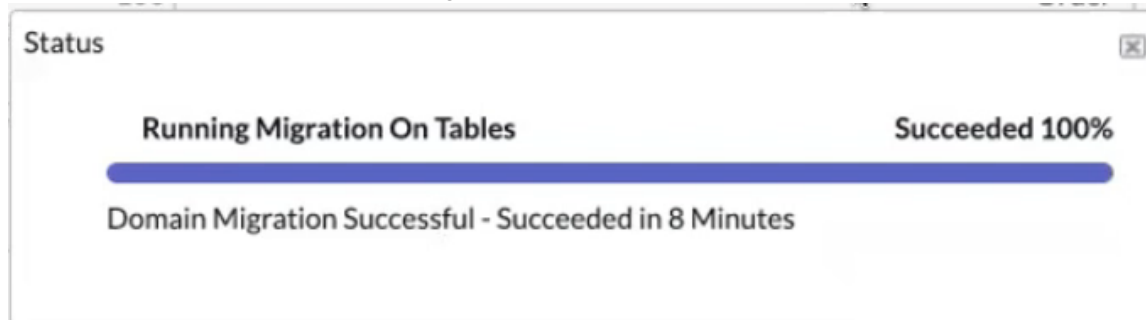 Status
Running Migration On Tables Succeeded 100%
Domain Migration Successful - Succeeded in 8 Minutes